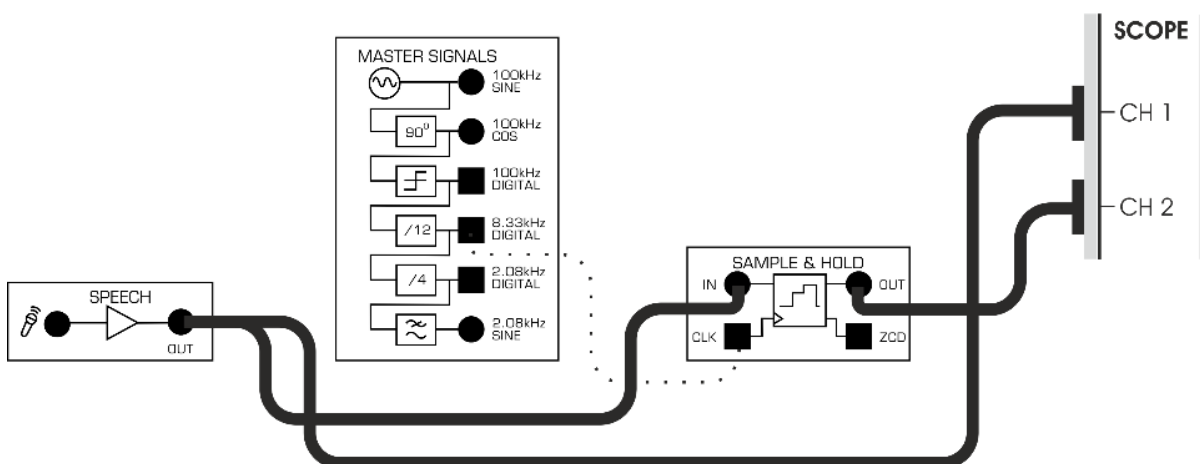 SCOPE
CH 1
CH 2
MASTER SIGNALS
100kHz
SINE
90°
100kHz
COS
100kHz
DIGITAL
/12
8.33kHz
DIGITAL
/4
2.08kHz
DIGITAL
2.08kHz
SINE
SPEECH
OUT
SAMPLE & HOLD
IN
OUT
CLK
ZCD